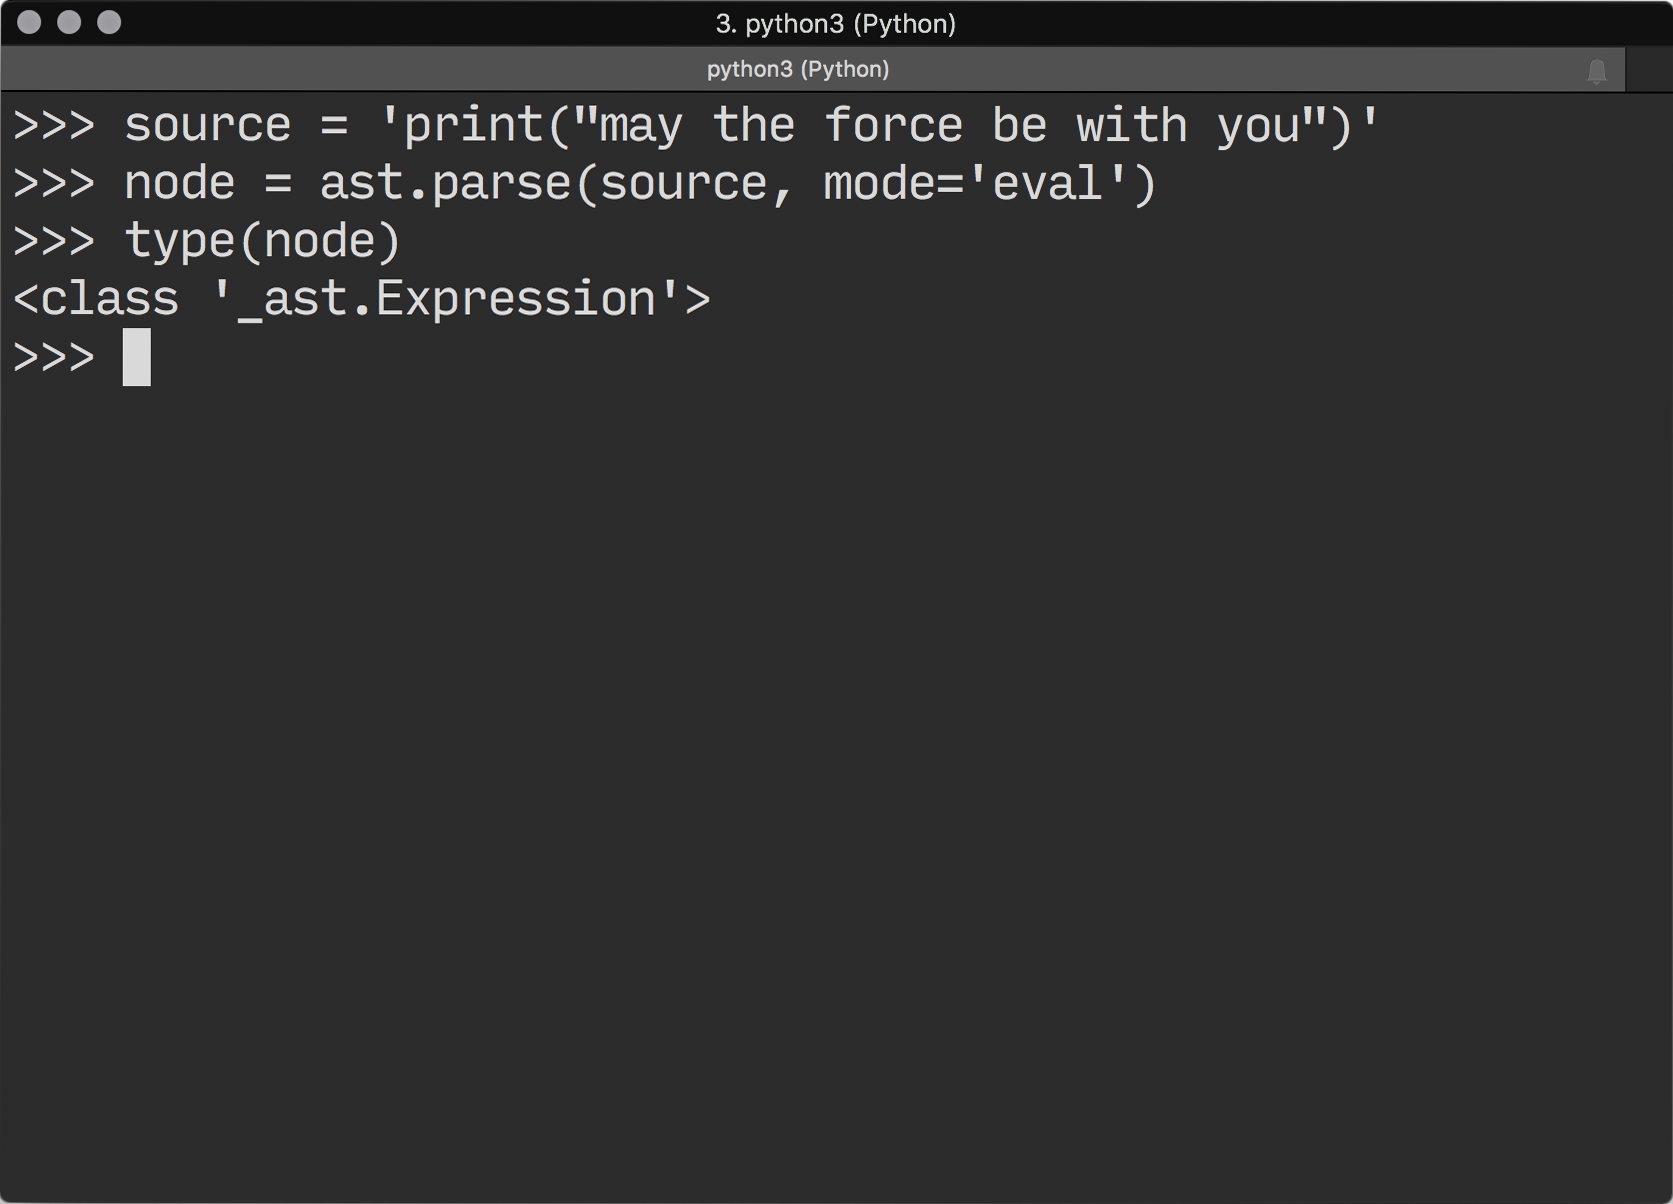 3. python3 (Python)
python3 (Python)
>>> source = 'print("may the force be with you")'
>>> node = ast.parse(source, mode='eval')
>>> type(node)
<class '_ast.Expression'>
>>>